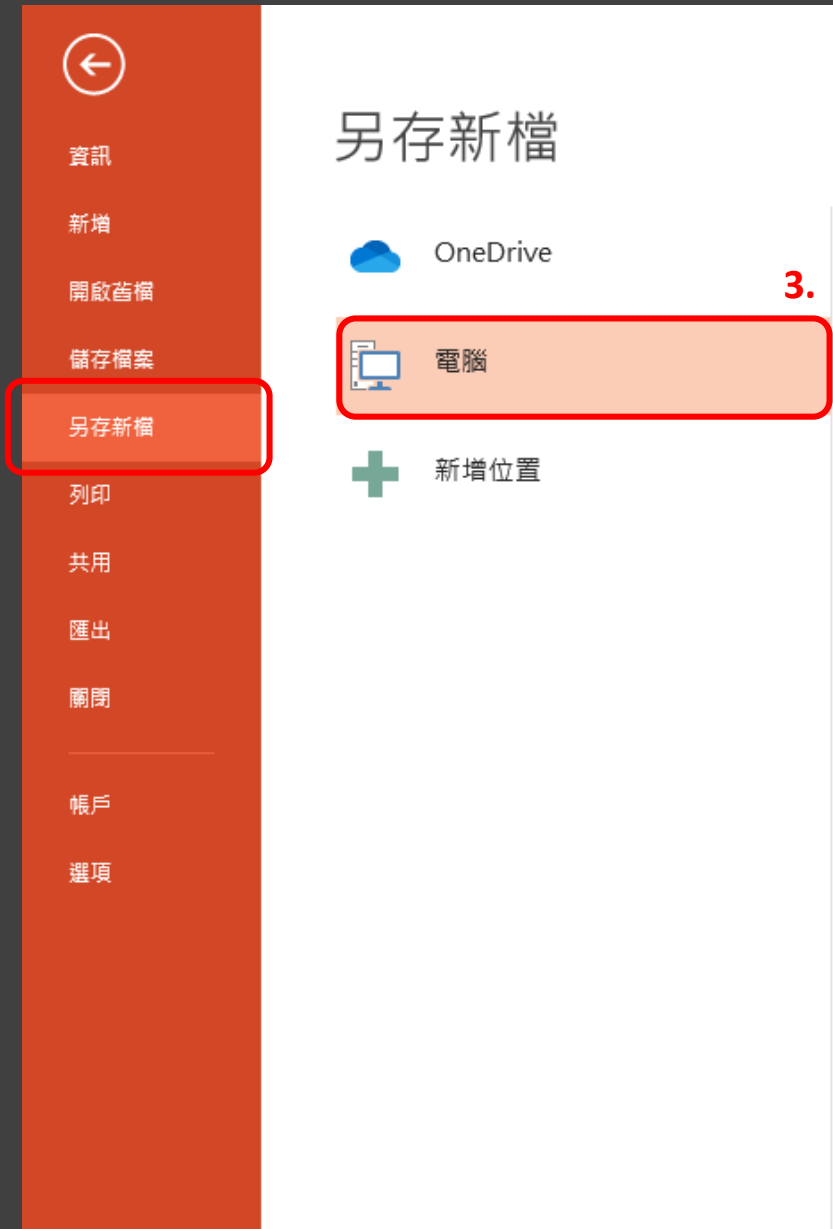 資訊
新增
開啟舊檔
儲存檔案
另存新檔
列印
共用
匯出
關閉
帳戶
選項
另存新檔
OneDrive
3.
電腦
新增位置